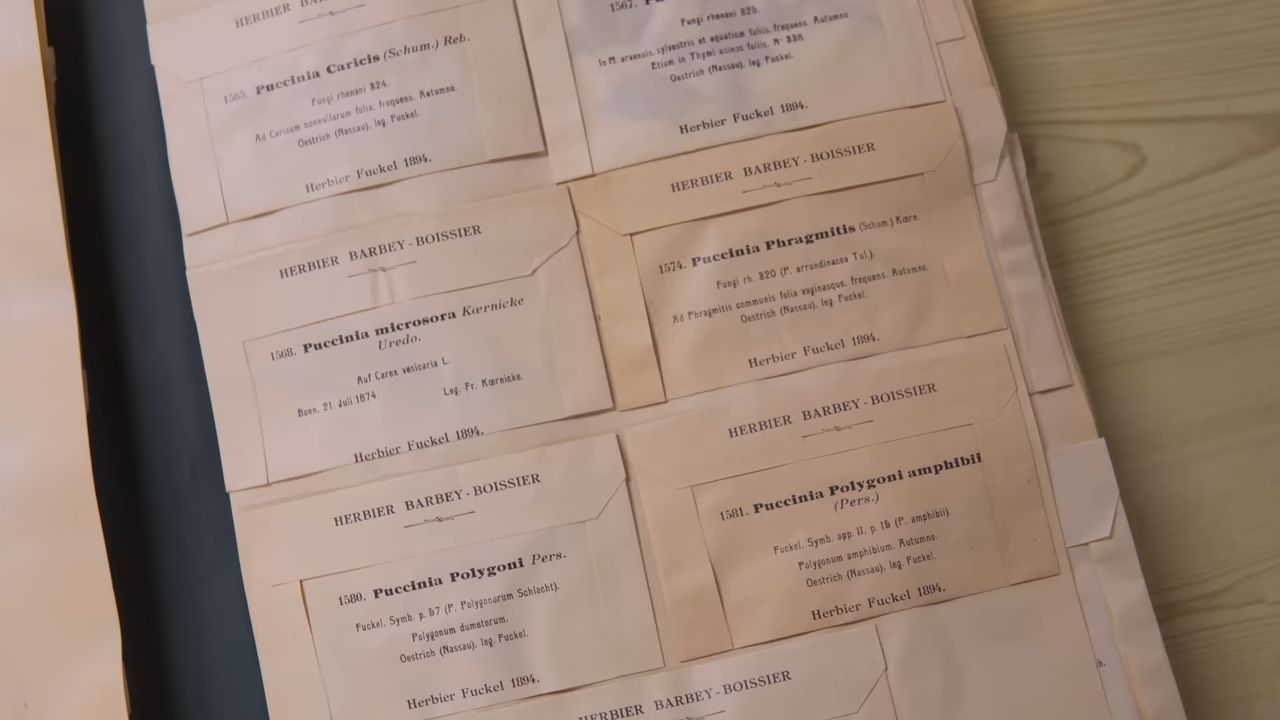 HERBIER BARBEY-BOISSIER
1565. Puccinia Caricis (Schum.) Reb.
Fungi rhenani 824.
Ad Caricum nonnullarum folia, frequens. Autumno.
Oestrich (Nassau), leg. Fuckel.
Herbier Fuckel 1894.
1567.
Fungi rhenani 325.
In M. arvensis, sylvestris et aquaticae foliis, frequens. Autumno.
Etiam in Thymi acinos foliis. Nº 338.
Oestrich (Nassau), leg. Fuckel.
Herbier Fuckel 1894.
HERBIER BARBEY-BOISSIER
1568. Puccinia microsora Kœrnicke
Uredo.
Auf Carex vesicaria L.
Bonn, 21. Juli 1874. Leg. Fr. Kœrnicke.
Herbier Fuckel 1894.
HERBIER BARBEY-BOISSIER
1574. Puccinia Phragmitis (Schum.) Kœrn.
Fungi rh. 820 (P. arrundinacea Tul.).
Ad Phragmitis communis folia vaginasque, frequens. Autumno.
Oestrich (Nassau), leg. Fuckel.
Herbier Fuckel 1894.
HERBIER BARBEY-BOISSIER
1580. Puccinia Polygoni Pers.
Fuckel, Symb. p. 57 (P. Polygonarum Schlacht).
Polygonum dumetorum.
Oestrich (Nassau), leg. Fuckel.
Herbier Fuckel 1894.
HERBIER BARBEY-BOISSIER
1581. Puccinia Polygoni amphibii
(Pers.)
Fuckel, Symb. app. II, p. 15 (P. amphibii).
Polygonum amphibium. Autumno.
Oestrich (Nassau), leg. Fuckel.
Herbier Fuckel 1894.
HERBIER BARBEY-BOISSIER